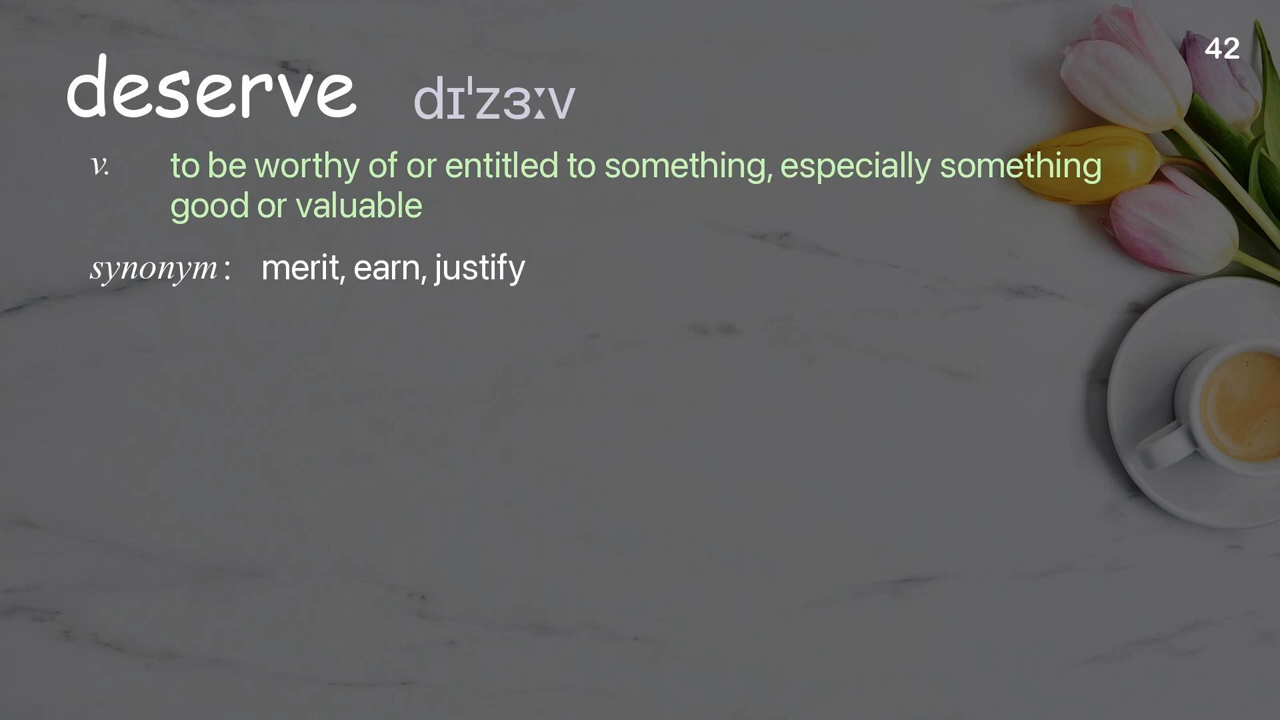 42
deserve dɪˈzɜːv
v. to be worthy of or entitled to something, especially something
good or valuable
synonym: merit, earn, justify